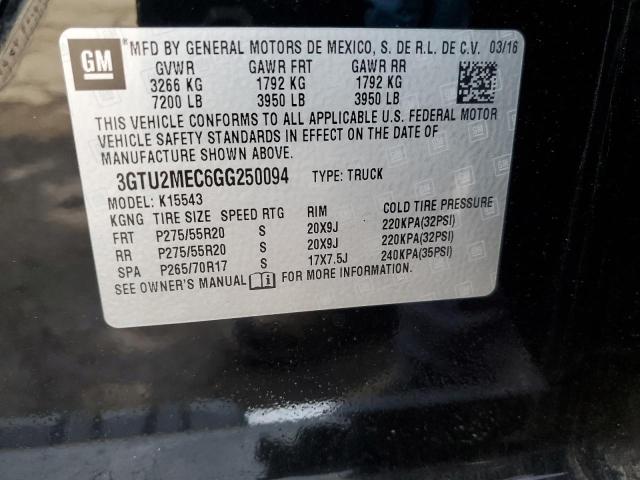 GM
MFD BY GENERAL MOTORS DE MEXICO, S. DE R.L. DE C.V. 03/16
GVWR GAWR FRT GAWR RR
3266 KG 1792 KG 1792 KG
7200 LB 3950 LB 3950 LB
THIS VEHICLE CONFORMS TO ALL APPLICABLE U.S. FEDERAL MOTOR
VEHICLE SAFETY STANDARDS IN EFFECT ON THE DATE OF
MANUFACTURE SHOWN ABOVE.
3GTU2MEC6GG250094 TYPE: TRUCK
MODEL: K15543
KGNG TIRE SIZE SPEED RTG RIM COLD TIRE PRESSURE
FRT P275/55R20 S 20X9J 220KPA(32PSI)
RR P275/55R20 S 20X9J 220KPA(32PSI)
SPA P265/70R17 S 17X7.5J 240KPA(35PSI)
SEE OWNER'S MANUAL FOR MORE INFORMATION.